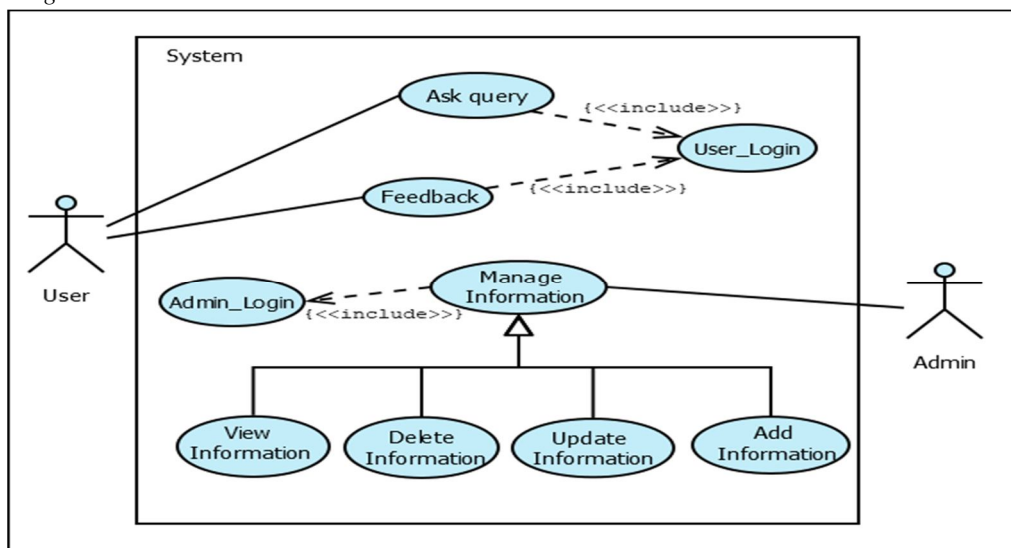 System
Ask query
{<<include>>}
User_Login
Feedback
{<<include>>}
User
Manage
Information
Admin_Login
{<<include>>}
Admin
View
Information
Delete
Information
Update
Information
Add
Information